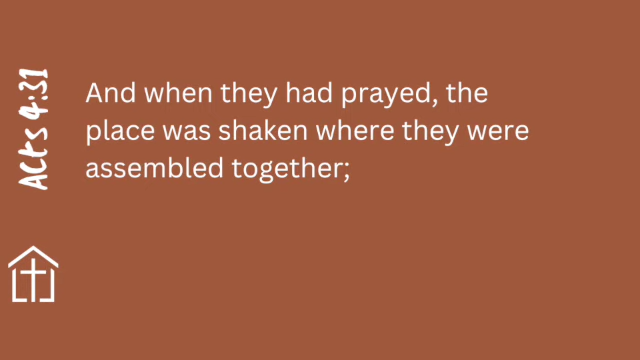 Acts 4:31
And when they had prayed, the
place was shaken where they were
assembled together;